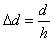 Δd = d/h